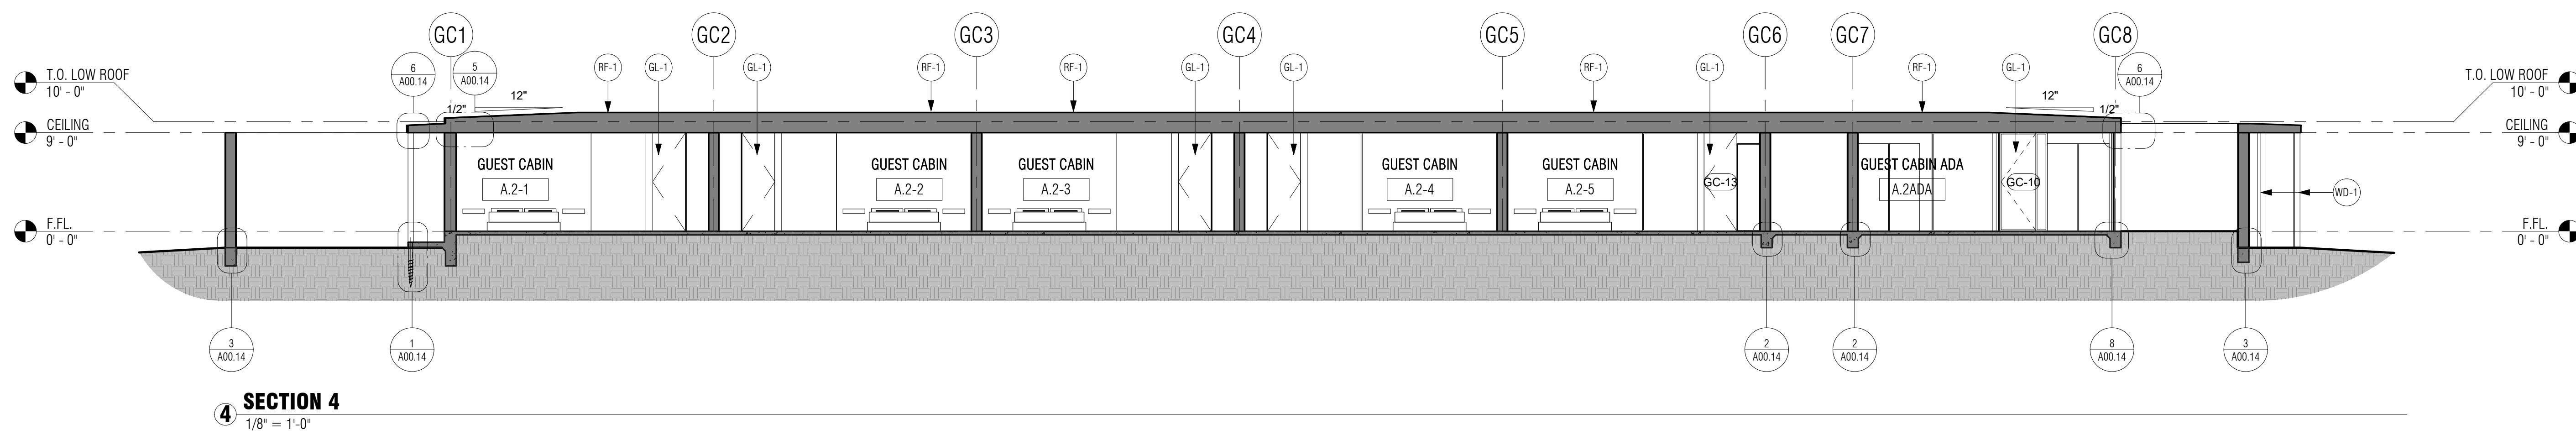 GC1
GC2
GC3
GC4
GC5
GC6
GC7
GC8
6
A00.14
5
A00.14
RF-1
GL-1
GL-1
RF-1
RF-1
GL-1
GL-1
RF-1
GL-1
RF-1
GL-1
6
A00.14
T.O. LOW ROOF
10' - 0"
T.O. LOW ROOF
10' - 0"
12"
1/2"
12"
1/2"
CEILING
9' - 0"
CEILING
9' - 0"
GUEST CABIN
A.2-1
GUEST CABIN
A.2-2
GUEST CABIN
A.2-3
GUEST CABIN
A.2-4
GUEST CABIN
A.2-5
GC-13
GUEST CABIN ADA
A.2ADA
GC-10
WD-1
F.FL.
0' - 0"
F.FL.
0' - 0"
3
A00.14
1
A00.14
2
A00.14
2
A00.14
8
A00.14
3
A00.14
4 SECTION 4
1/8" = 1'-0"